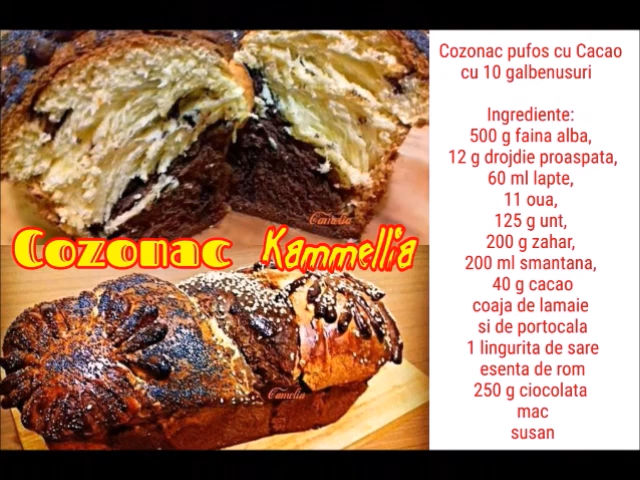 Cozonac pufos cu Cacao
cu 10 galbenusuri
Ingrediente:
500 g faina alba,
12 g drojdie proaspata,
60 ml lapte,
11 oua,
125 g unt,
200 g zahar,
200 ml smantana,
40 g cacao
coaja de lamaie
si de portocala
1 lingurita de sare
esenta de rom
250 g ciocolata
mac
susan
Camelia
Cozonac Kammellia
Camelia